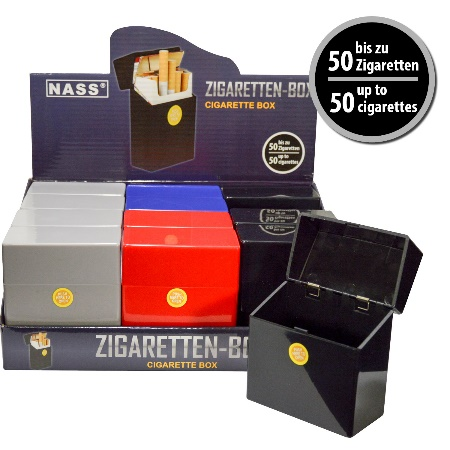 NASS®
ZIGARETTEN-BOX
CIGARETTE BOX
bis zu
50 Zigaretten
up to
50 cigarettes
bis zu
50 Zigaretten
up to
50 cigarettes
ZIGARETTEN-BO
CIGARETTE BOX